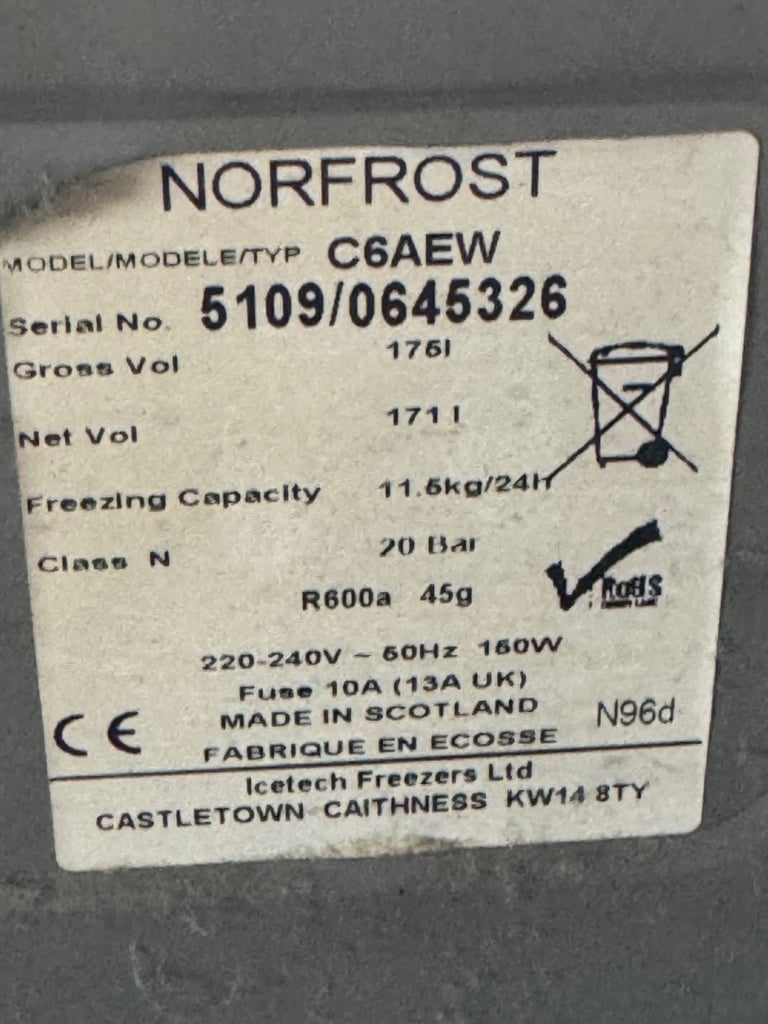 NORFROST
MODEL/MODELE/TYP C6AEW
Serial No. 5109/0645326
Gross Vol 175l
Net Vol 171 l
Freezing Capacity 11.5kg/24h
Class N 20 Bar
R600a 45g
RoHS
220-240V ~ 50Hz 150W
Fuse 10A (13A UK)
MADE IN SCOTLAND
N96d
CE
FABRIQUE EN ECOSSE
Icetech Freezers Ltd
CASTLETOWN CAITHNESS KW14 8TY